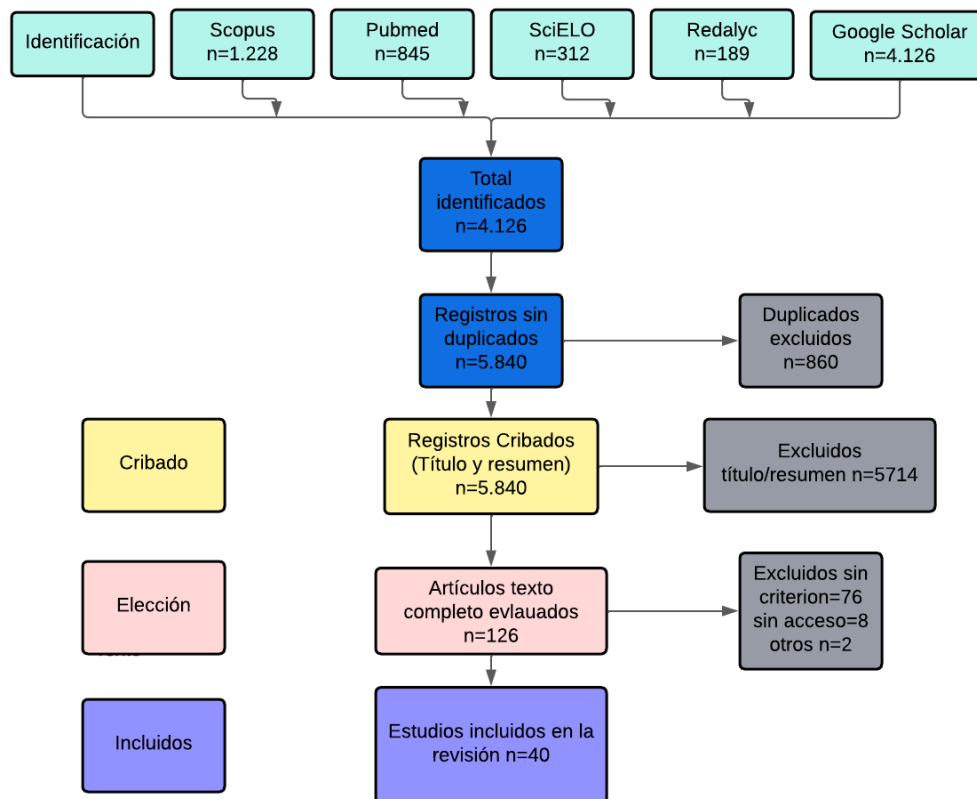 Identificación
Scopus
n=1.228
Pubmed
n=845
SciELO
n=312
Redalyc
n=189
Google Scholar
n=4.126
Total
identificados
n=4.126
Registros sin
duplicados
n=5.840
Duplicados
excluidos
n=860
Cribado
Registros Cribados
(Título y resumen)
n=5.840
Excluidos
título/resumen n=5714
Elección
Artículos texto
completo evlauados
n=126
Excluidos sin
criterion=76
sin acceso=8
otros n=2
Incluidos
Estudios incluidos en la
revisión n=40